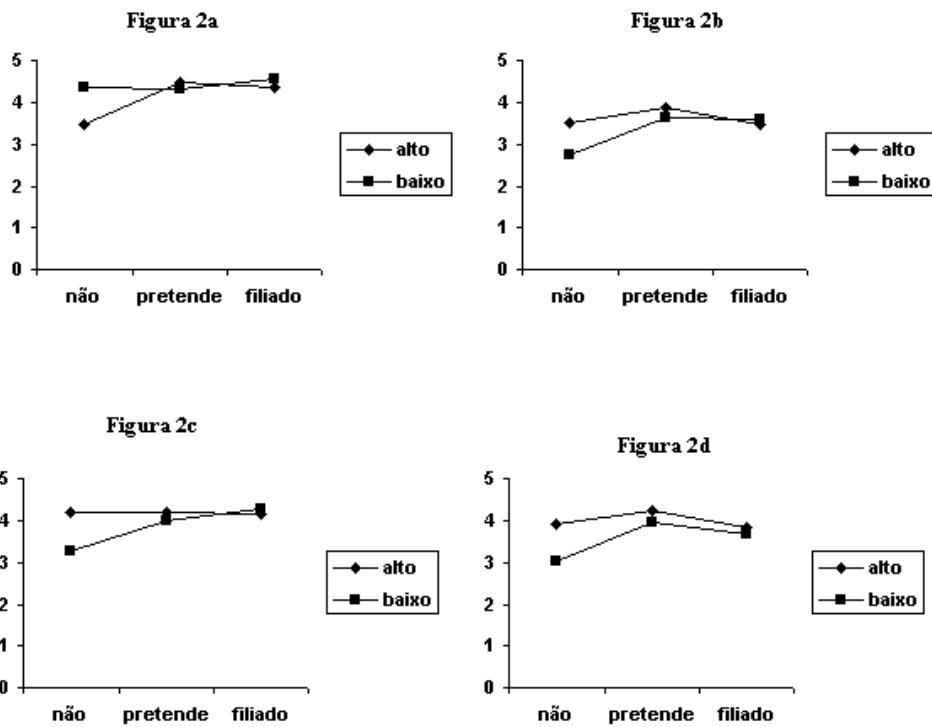 Figura 2a
5
4
3
2
1
0
não pretende filiado
alto
baixo
Figura 2b
5
4
3
2
1
0
não pretende filiado
alto
baixo
Figura 2c
5
4
3
2
1
0
não pretende filiado
alto
baixo
Figura 2d
5
4
3
2
1
0
não pretende filiado
alto
baixo